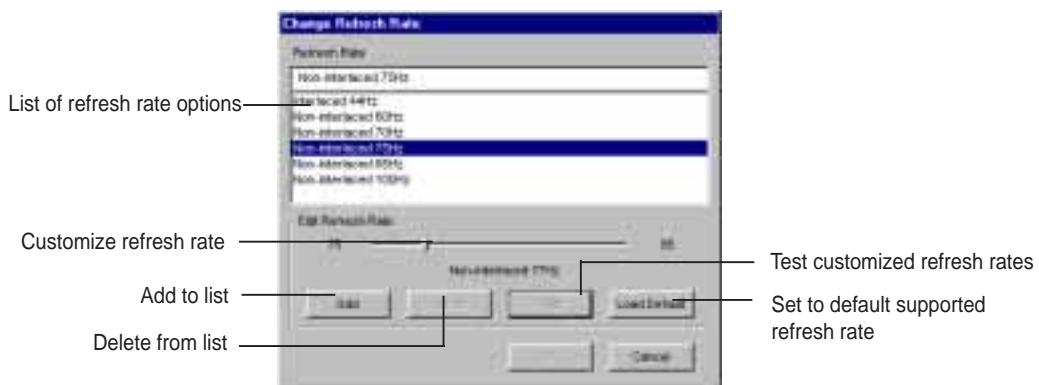 Change Refresh Rate
Refresh Rate
Non-interlaced 75Hz
List of refresh rate options
Interlaced 44Hz
Non-interlaced 60Hz
Non-interlaced 70Hz
Non-interlaced 75Hz
Non-interlaced 85Hz
Non-interlaced 100Hz
Edit Refresh Rate
Customize refresh rate
75
85
Non-interlaced 77Hz
Test customized refresh rates
Add to list
Add
Load Default
Set to default supported
refresh rate
Delete from list
Cancel